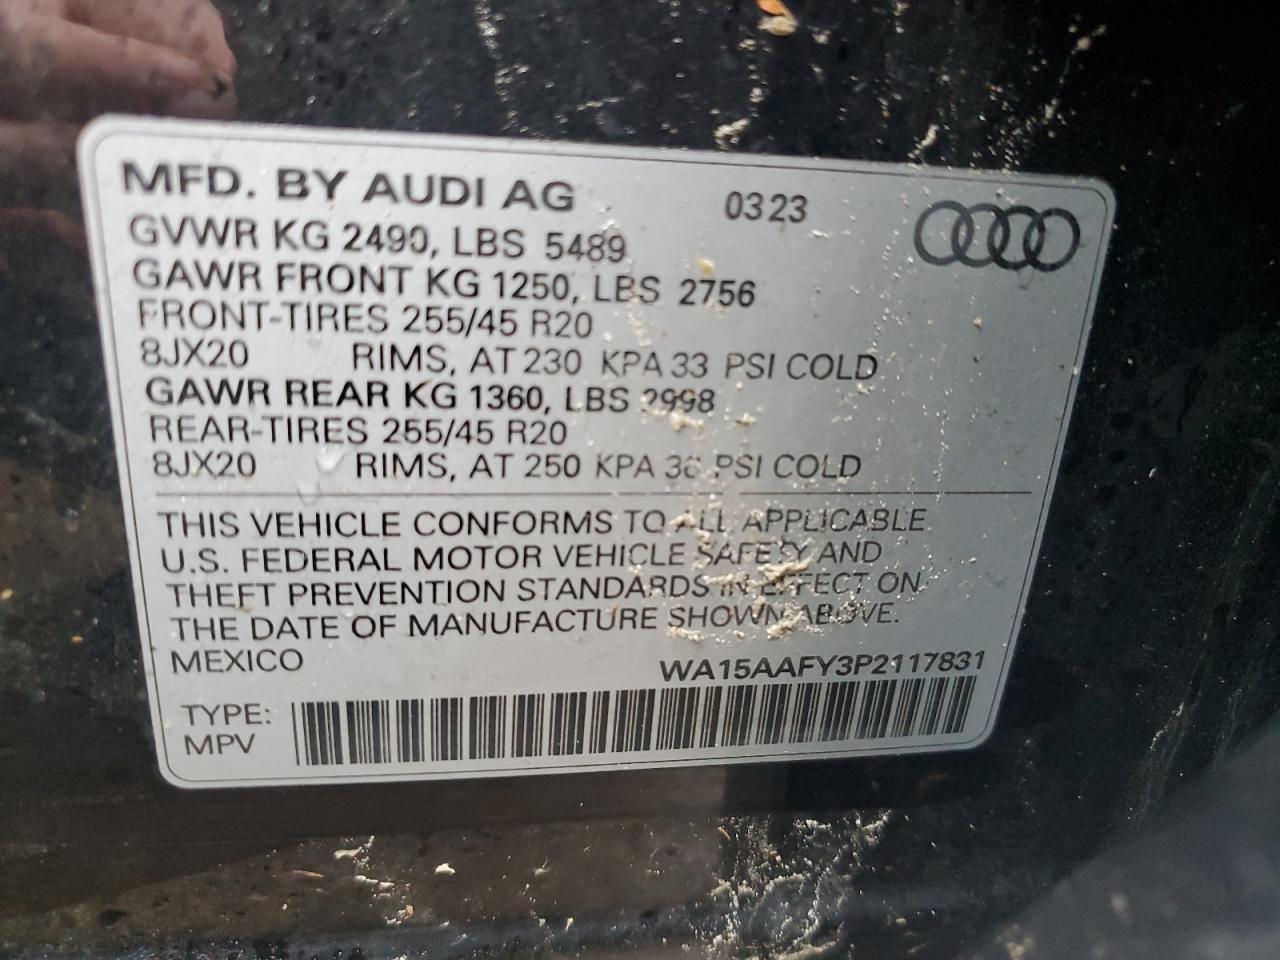 MFD. BY AUDI AG 0323
GVWR KG 2490, LBS 5489
GAWR FRONT KG 1250, LBS 2756
FRONT-TIRES 255/45 R20
8JX20 RIMS, AT 230 KPA 33 PSI COLD
GAWR REAR KG 1360, LBS 2998
REAR-TIRES 255/45 R20
8JX20 RIMS, AT 250 KPA 36 PSI COLD
THIS VEHICLE CONFORMS TO ALL APPLICABLE
U.S. FEDERAL MOTOR VEHICLE SAFETY AND
THEFT PREVENTION STANDARDS IN EFFECT ON
THE DATE OF MANUFACTURE SHOWN ABOVE.
MEXICO WA15AAFY3P2117831
TYPE:
MPV